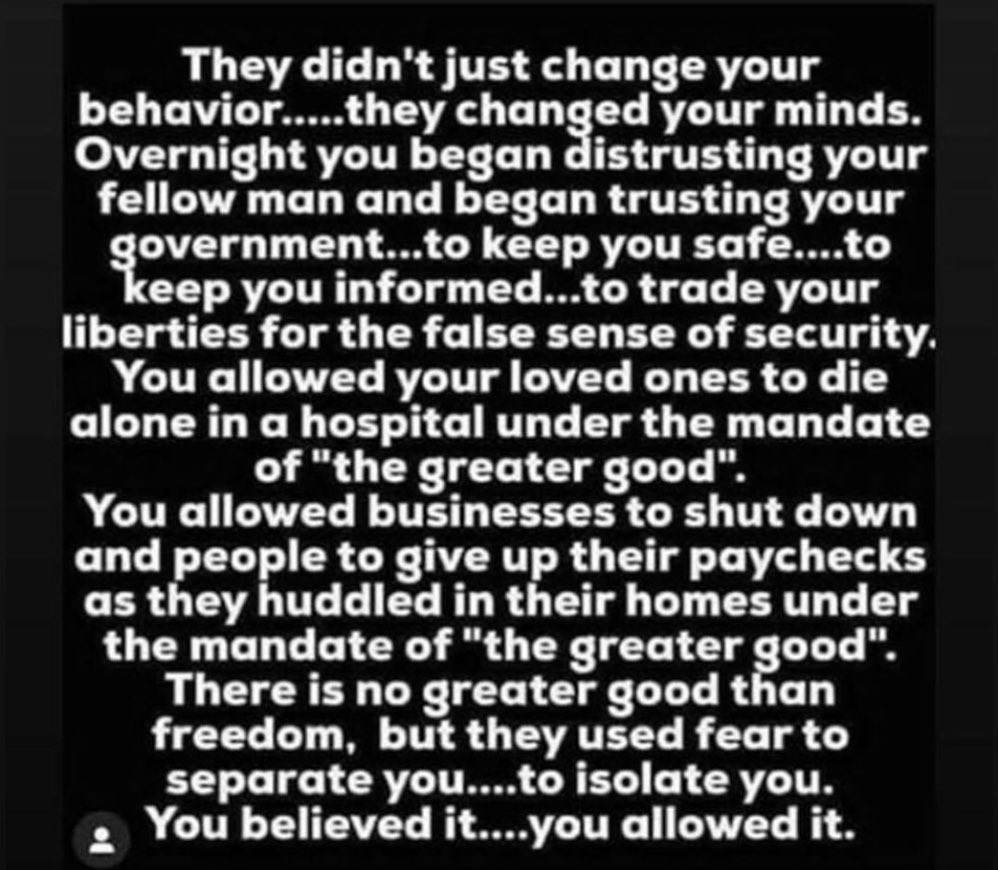 They didn't just change your
behavior.....they changed your minds.
Overnight you began distrusting your
fellow man and began trusting your
government...to keep you safe....to
keep you informed...to trade your
liberties for the false sense of security.
You allowed your loved ones to die
alone in a hospital under the mandate
of "the greater good".
You allowed businesses to shut down
and people to give up their paychecks
as they huddled in their homes under
the mandate of "the greater good".
There is no greater good than
freedom,  but they used fear to
separate you....to isolate you.
You believed it....you allowed it.